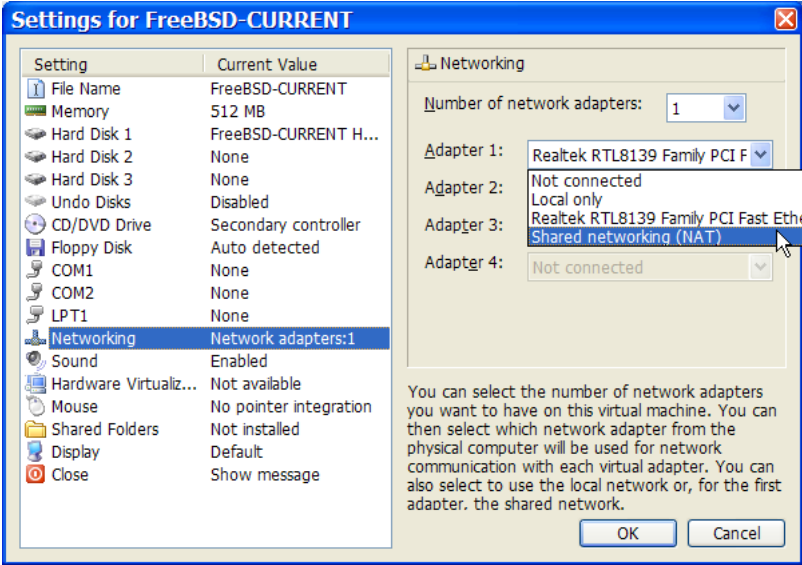 Settings for FreeBSD-CURRENT
Setting Current Value
File Name FreeBSD-CURRENT
Memory 512 MB
Hard Disk 1 FreeBSD-CURRENT H...
Hard Disk 2 None
Hard Disk 3 None
Undo Disks Disabled
CD/DVD Drive Secondary controller
Floppy Disk Auto detected
COM1 None
COM2 None
LPT1 None
Networking Network adapters:1
Sound Enabled
Hardware Virtualiz... Not available
Mouse No pointer integration
Shared Folders Not installed
Display Default
Close Show message
Networking
Number of network adapters: 1
Adapter 1: Realtek RTL8139 Family PCI F
Adapter 2:
Adapter 3:
Adapter 4: Not connected
Not connected
Local only
Realtek RTL8139 Family PCI Fast Ethe
Shared networking (NAT)
You can select the number of network adapters
you want to have on this virtual machine. You can
then select which network adapter from the
physical computer will be used for network
communication with each virtual adapter. You can
also select to use the local network or, for the first
adapter, the shared network.
OK Cancel